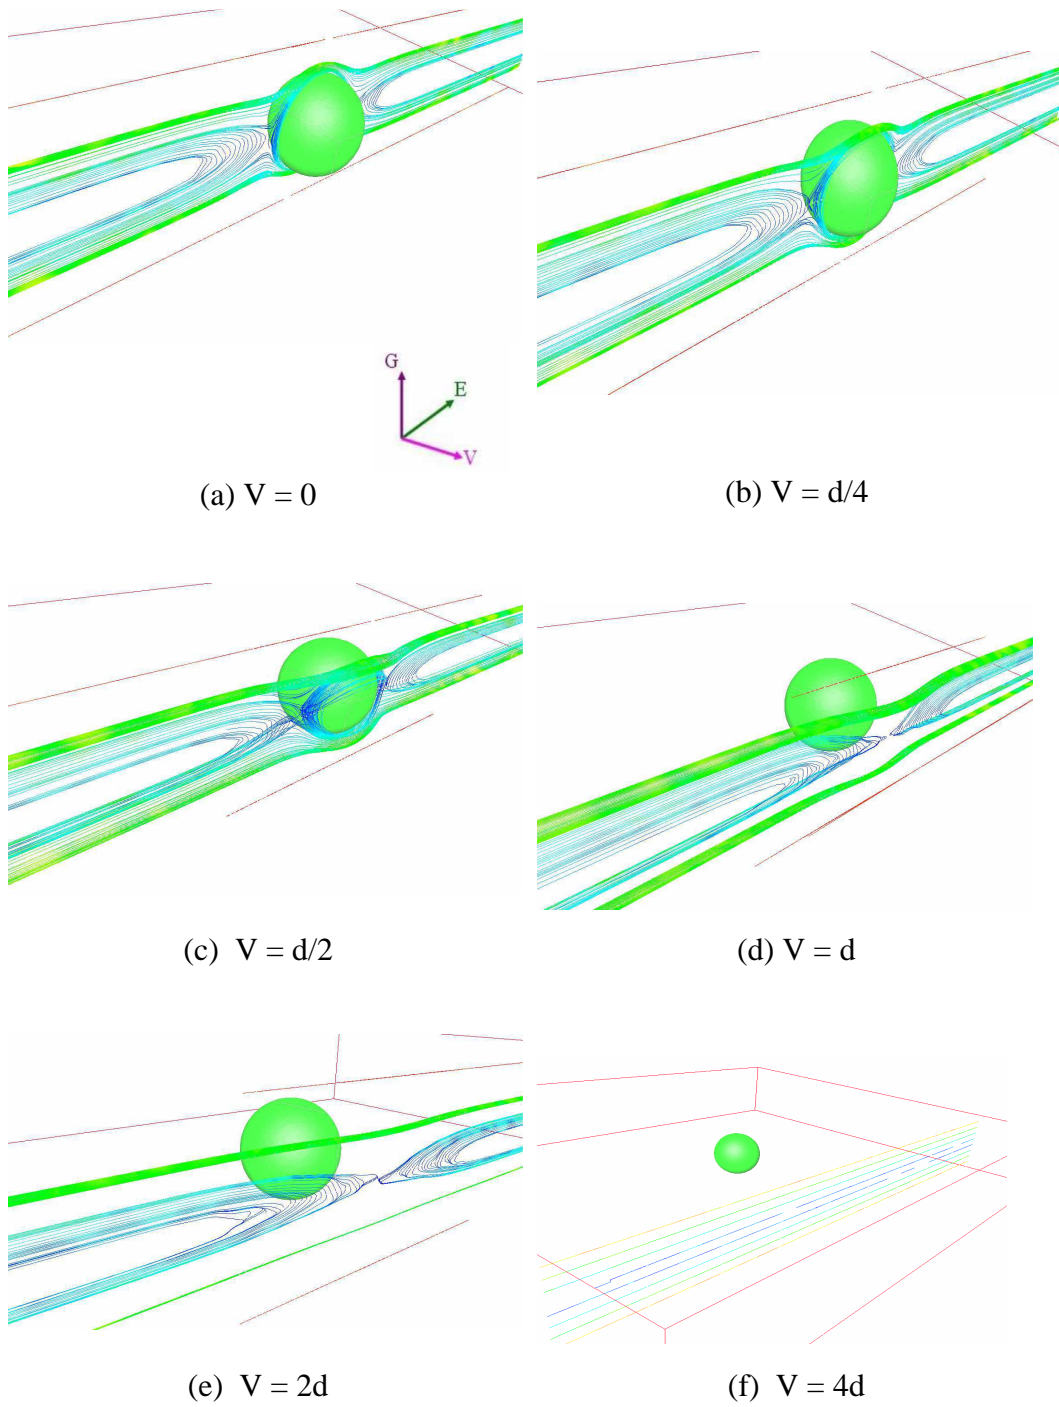 G
E
V
(a) V = 0
(b) V = d/4
(c) V = d/2
(d) V = d
(e) V = 2d
(f) V = 4d